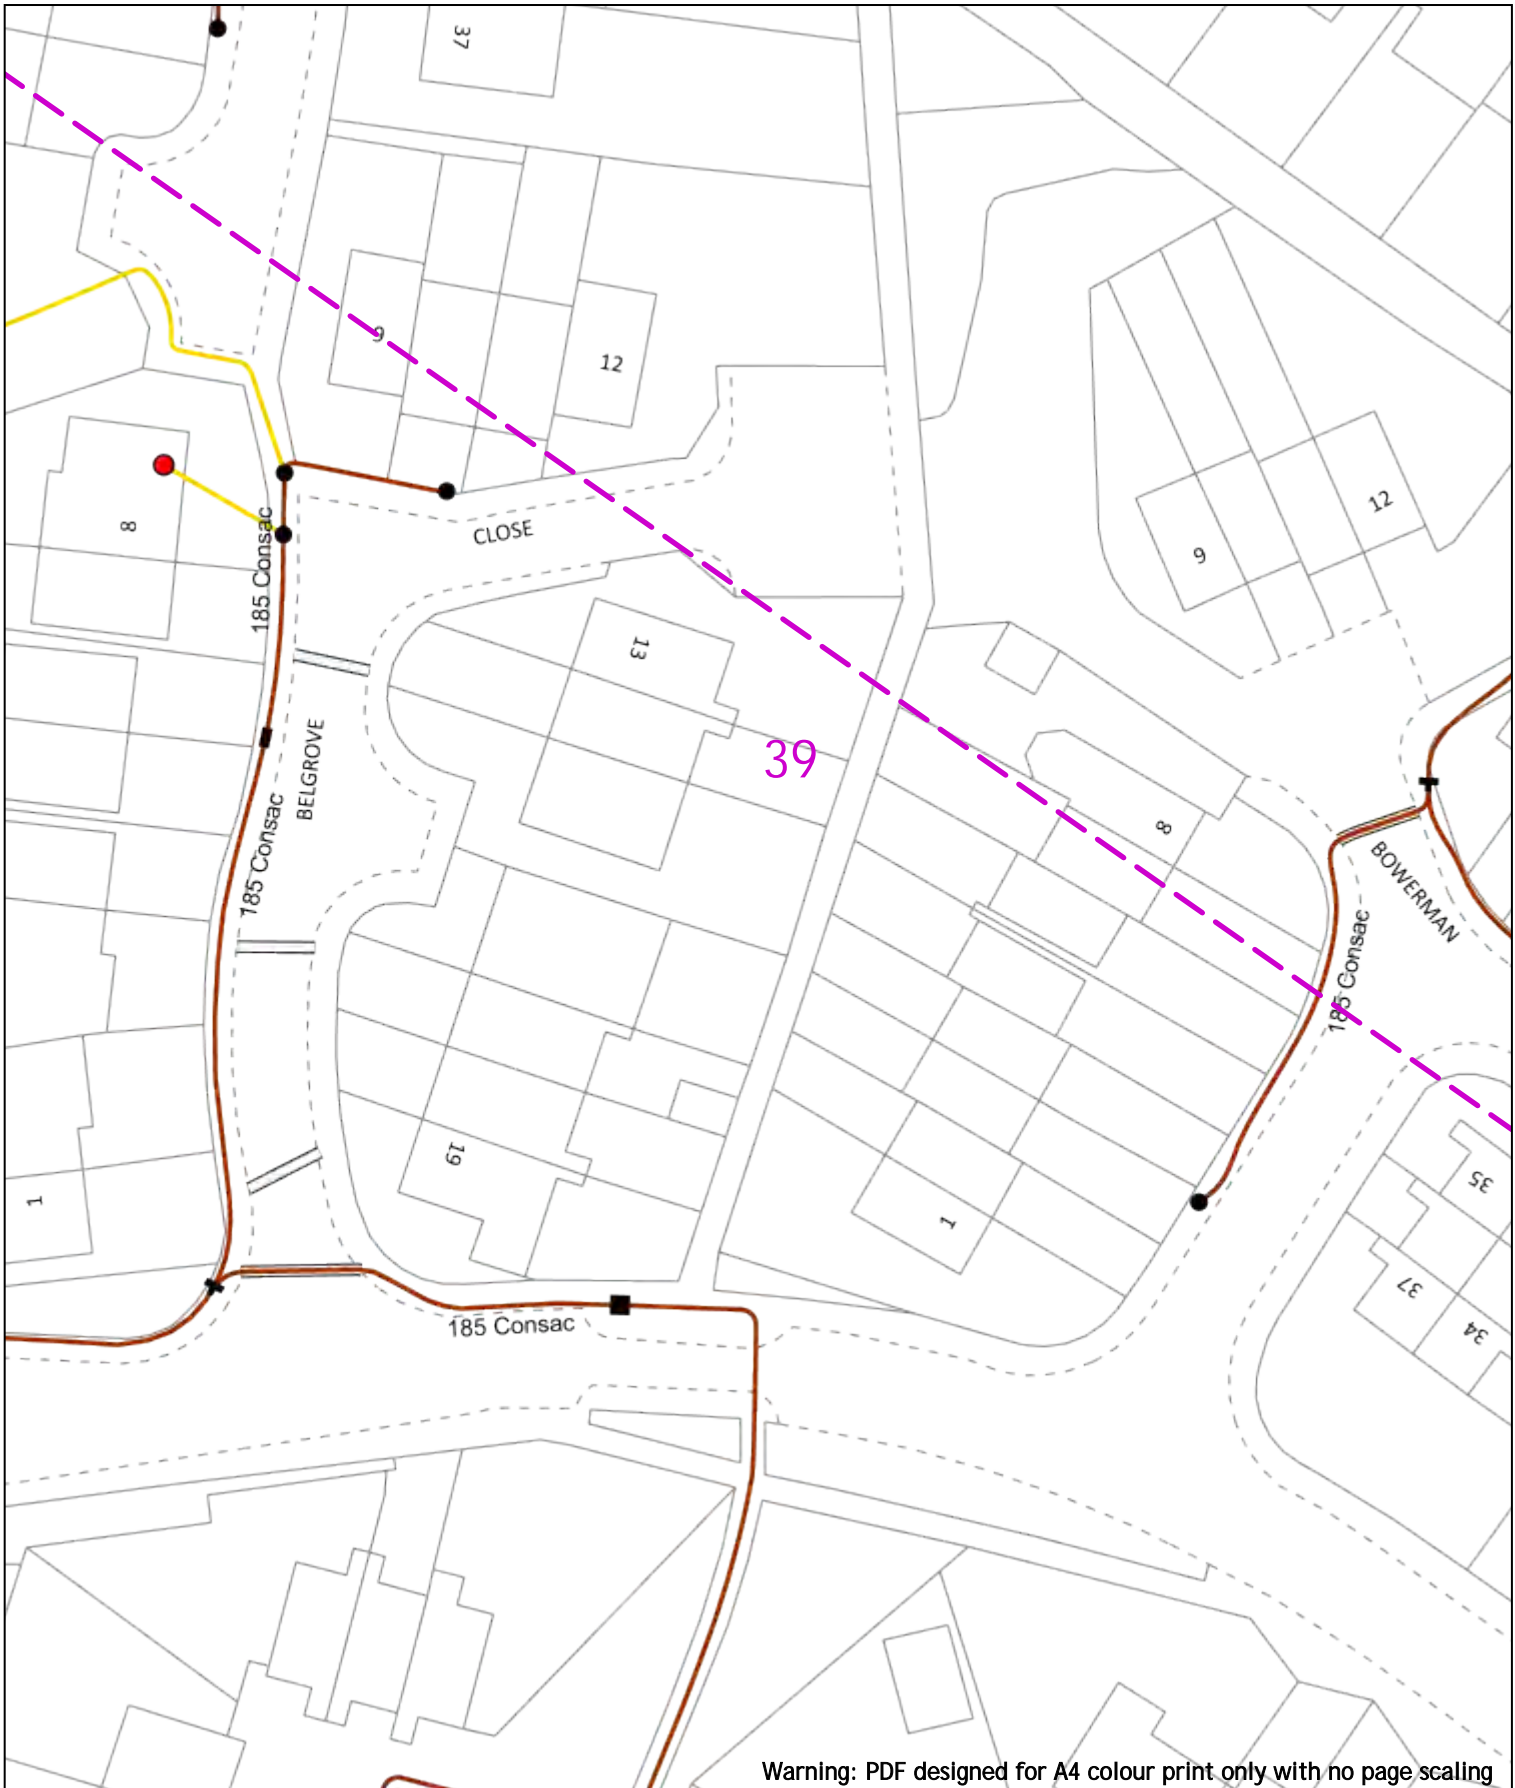 37
9
12
CLOSE
8
185 Consac
12
9
13
BELGROVE
39
8
185 Consac
BOWERMAN
185 Consac
19
1
1
35
37
34
185 Consac
Warning: PDF designed for A4 colour print only with no page scaling